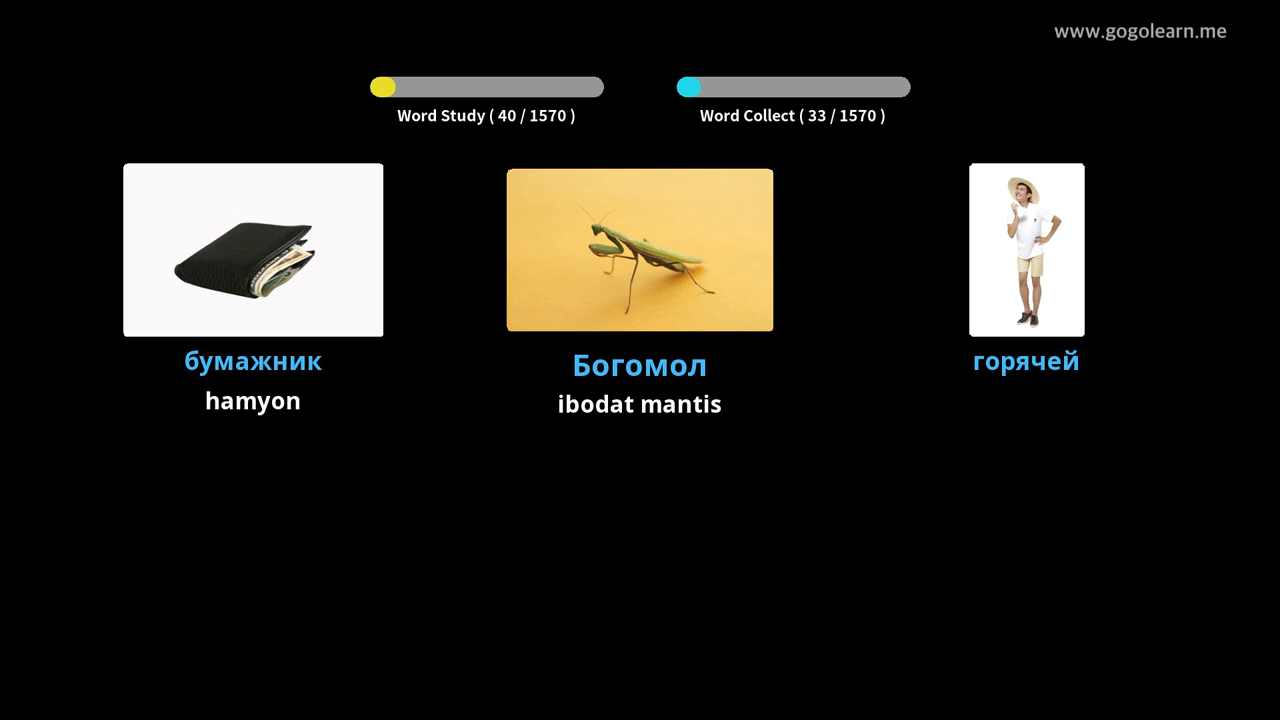 www.gogolearn.me
Word Study ( 40 / 1570 )
Word Collect ( 33 / 1570 )
бумажник
hamyon
Богомол
ibodat mantis
горячей